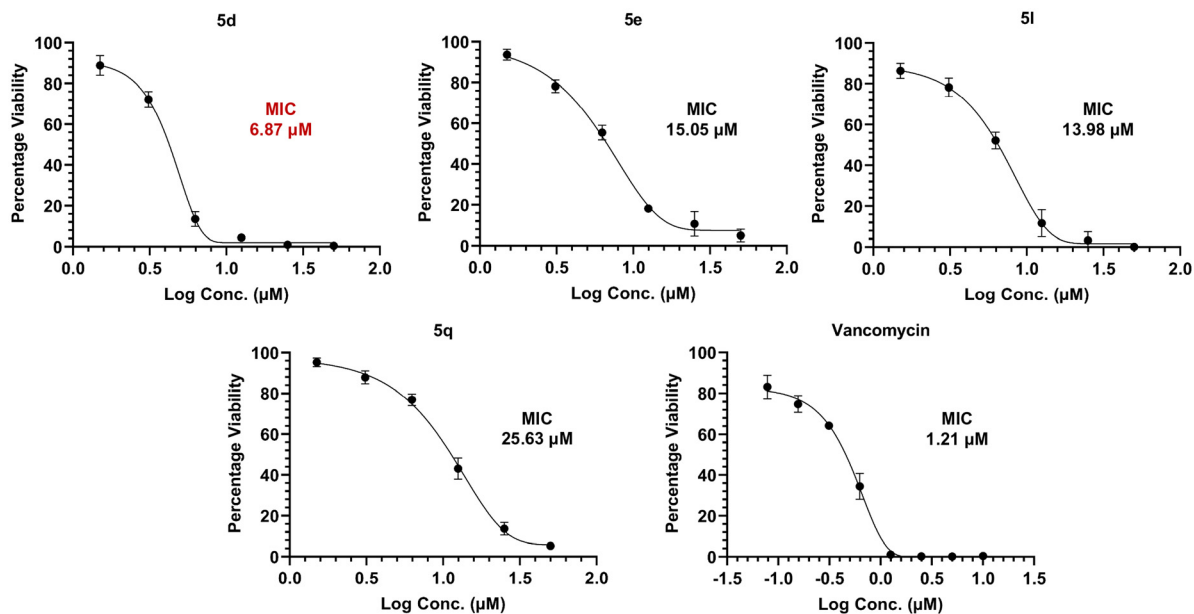 5d
Percentage Viability
100
80
60
40
20
0
0.0 0.5 1.0 1.5 2.0
Log Conc. (µM)
MIC
6.87 µM
5e
Percentage Viability
100
80
60
40
20
0
0.0 0.5 1.0 1.5 2.0
Log Conc. (µM)
MIC
15.05 µM
5l
Percentage Viability
100
80
60
40
20
0
0.0 0.5 1.0 1.5 2.0
Log Conc. (µM)
MIC
13.98 µM
5q
Percentage Viability
100
80
60
40
20
0
0.0 0.5 1.0 1.5 2.0
Log Conc. (µM)
MIC
25.63 µM
Vancomycin
Percentage Viability
100
80
60
40
20
0
-1.5 -1.0 -0.5 0.0 0.5 1.0 1.5
Log Conc. (µM)
MIC
1.21 µM